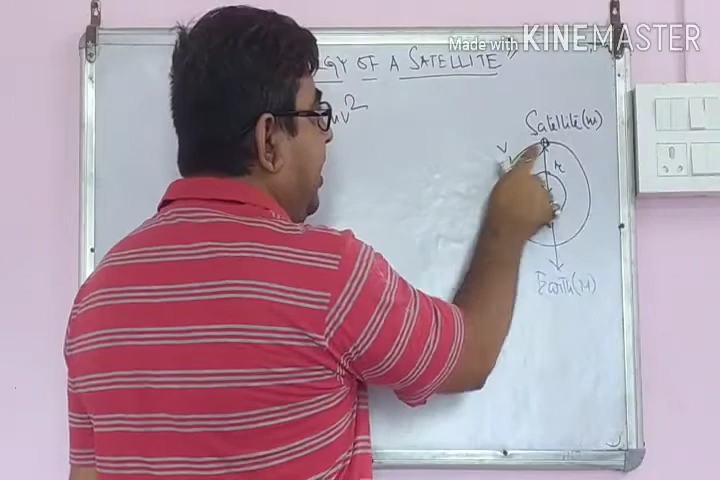 Made with KINEMASTER
GY OF A SATELLITE"
mv²
Satellite (m)
v
r
Earth (M)